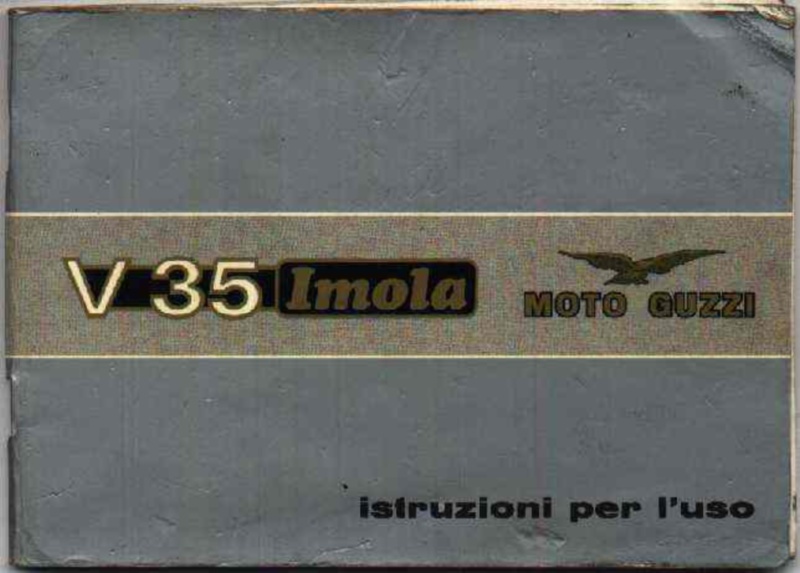 V 35 Imola
MOTO GUZZI
istruzioni per l'uso